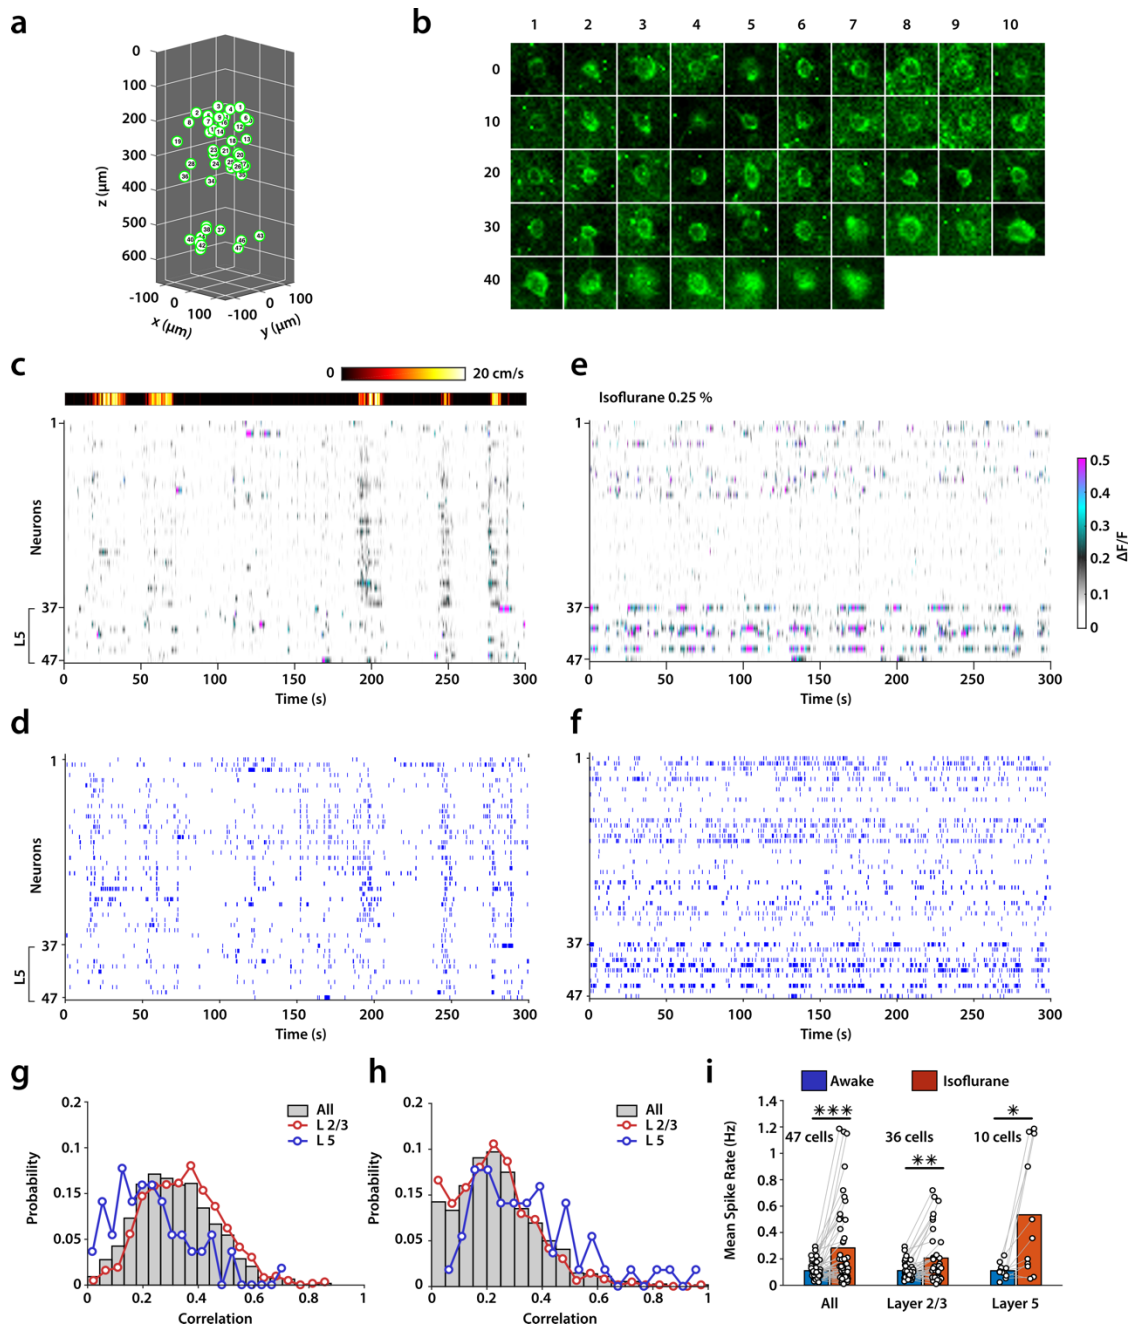 a
0
100
200
300
400
500
600
z (µm)
-100
0
100
x (µm)
-100
0
100
y (µm)
b
1 2 3 4 5 6 7 8 9 10
0
10
20
30
40
c
0 20 cm/s
1
Neurons
37
L5
47
0 50 100 150 200 250 300
Time (s)
e
Isoflurane 0.25 %
1
37
47
0 50 100 150 200 250 300
Time (s)
0.5
0.4
0.3
0.2
0.1
0
ΔF/F
d
1
Neurons
37
L5
47
0 50 100 150 200 250 300
Time (s)
f
1
37
47
0 50 100 150 200 250 300
Time (s)
g
Probability
0.2
0.1
0.15
0.05
0
All
L 2/3
L 5
0 0.2 0.4 0.6 0.8 1
Correlation
h
Probability
0.2
0.1
0.15
0.05
0
All
L 2/3
L 5
0 0.2 0.4 0.6 0.8 1
Correlation
i
Awake Isoflurane
Mean Spike Rate (Hz)
1.4
1.2
1
0.8
0.6
0.4
0.2
0
***
*
47 cells 36 cells 10 cells
**
All Layer 2/3 Layer 5